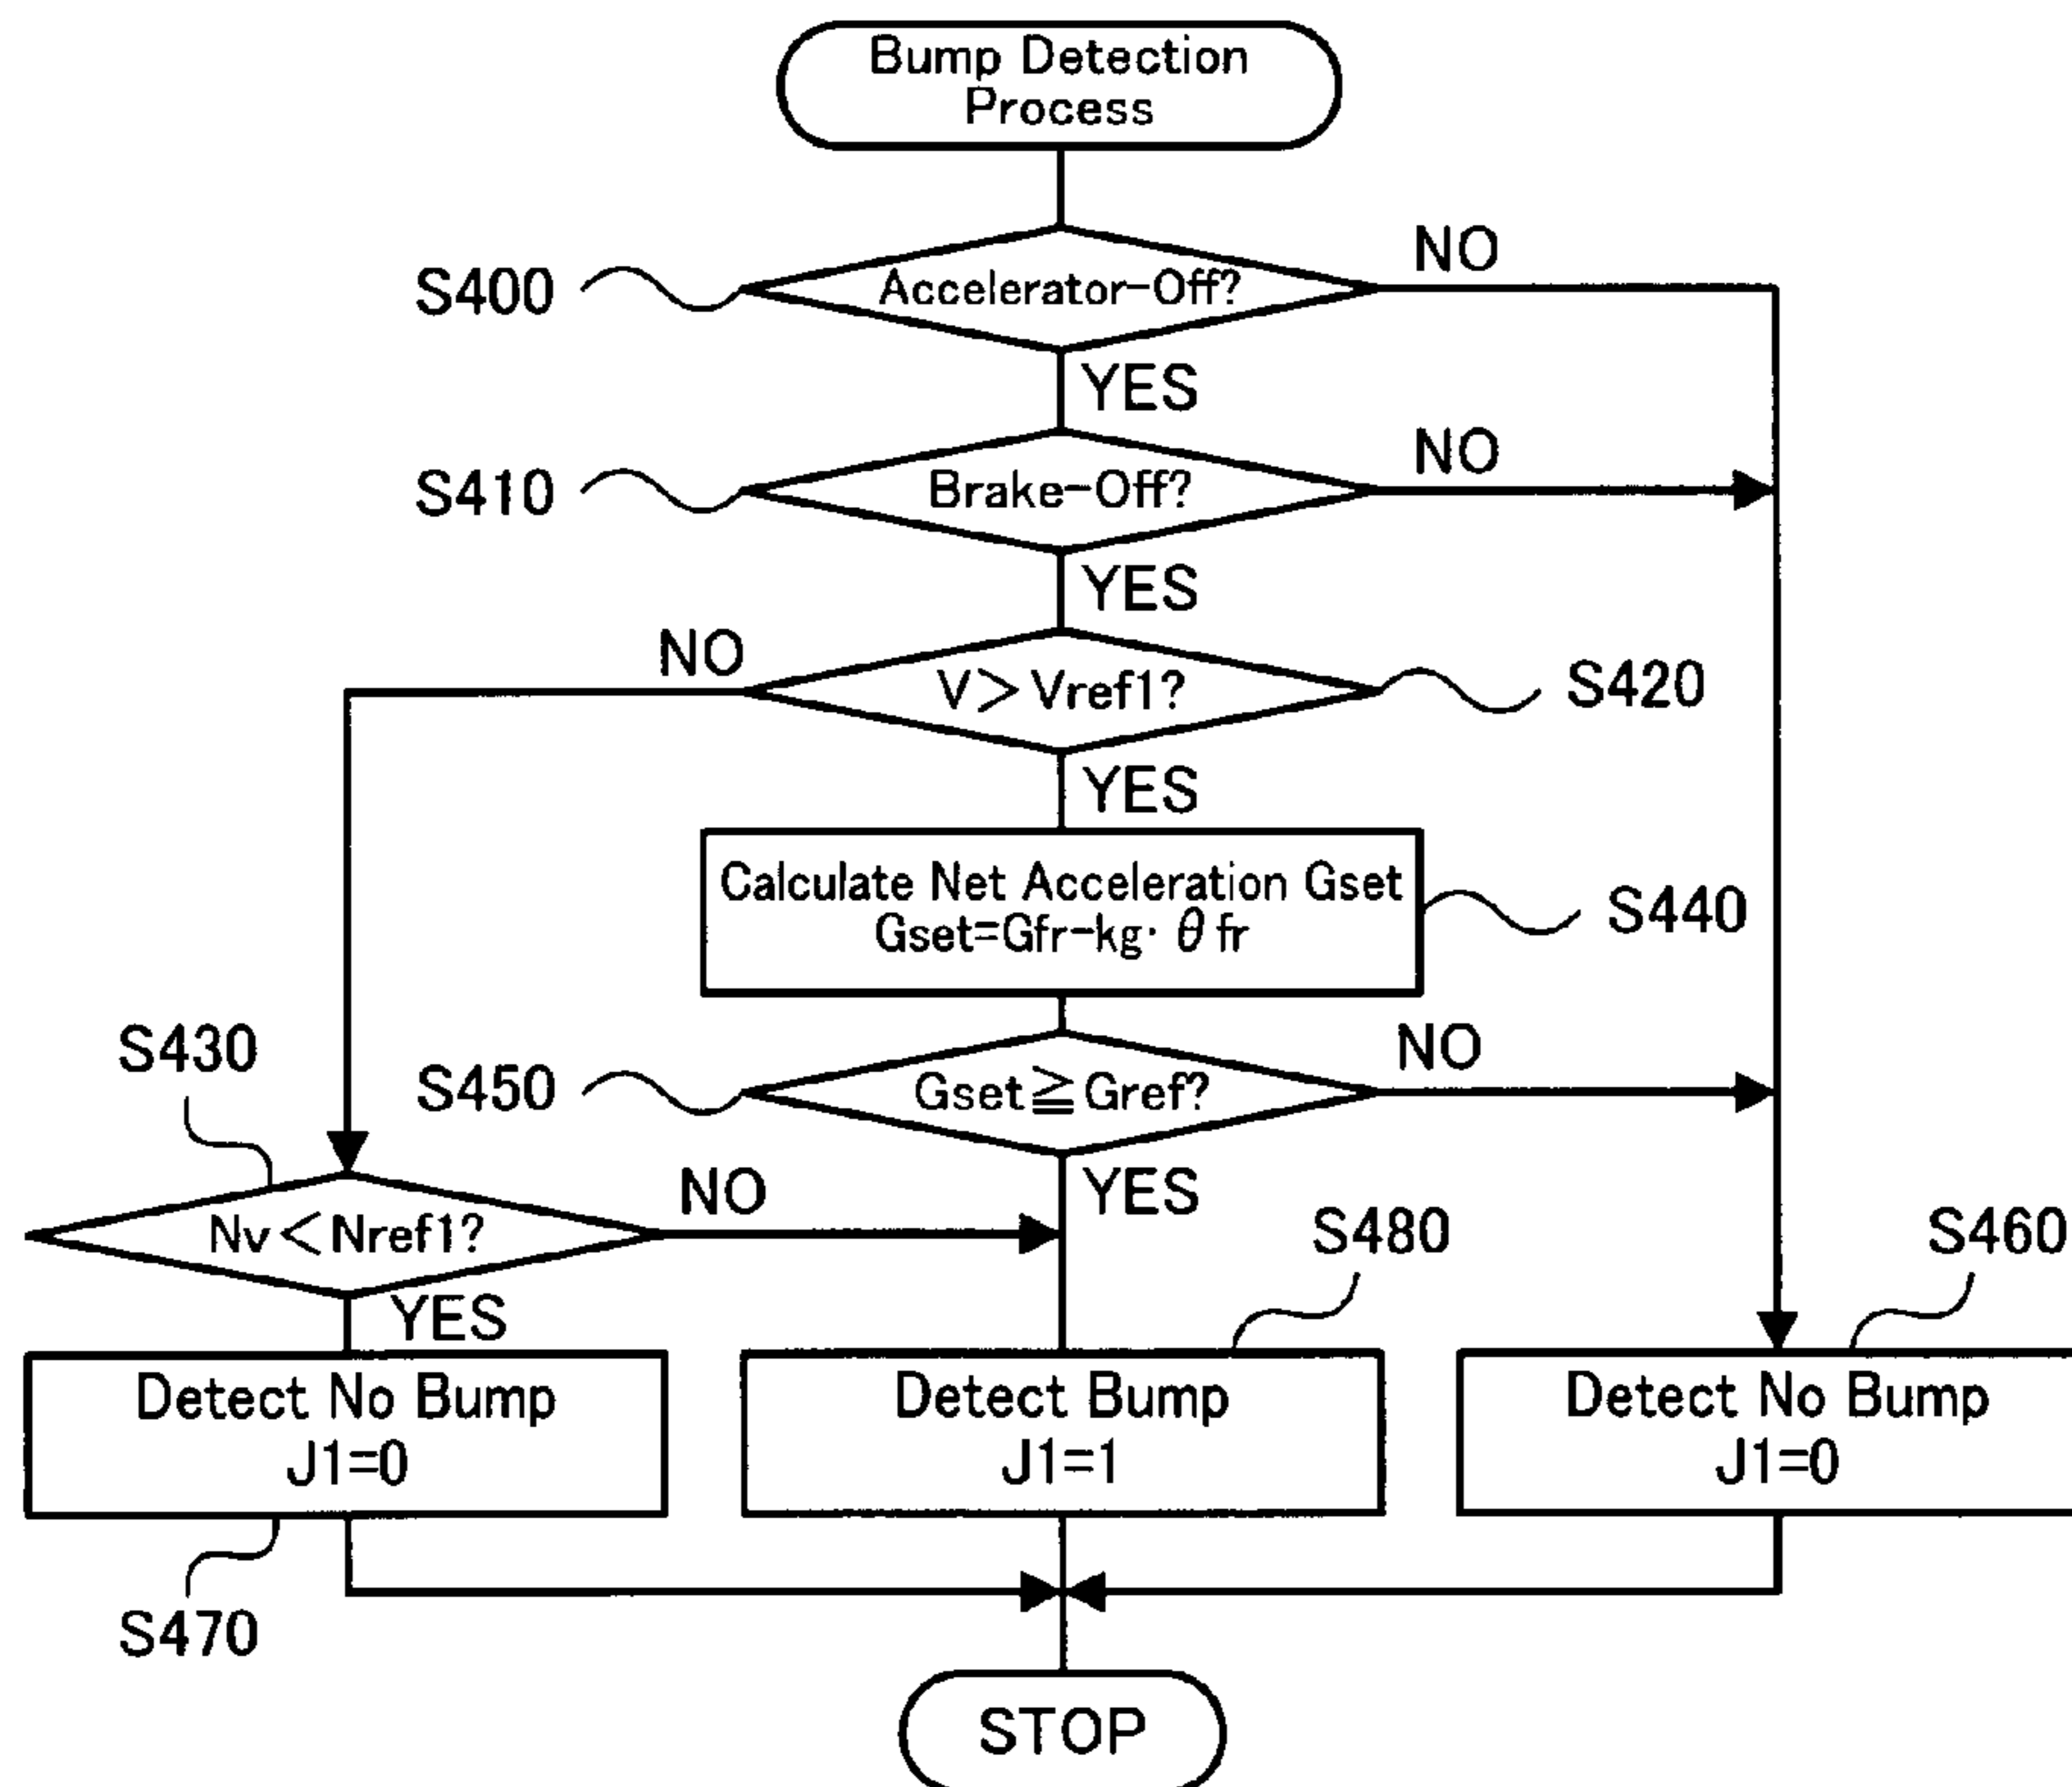 Bump Detection
Process
S400
Accelerator-Off?
NO
YES
S410
Brake-Off?
NO
YES
NO
V>Vref1?
S420
YES
Calculate Net Acceleration Gset
Gset=Gfr-kg·θfr
S440
S430
S450
Gset≧Gref?
NO
YES
Nv<Nref1?
NO
YES
S480
S460
Detect No Bump
J1=0
Detect Bump
J1=1
Detect No Bump
J1=0
S470
STOP